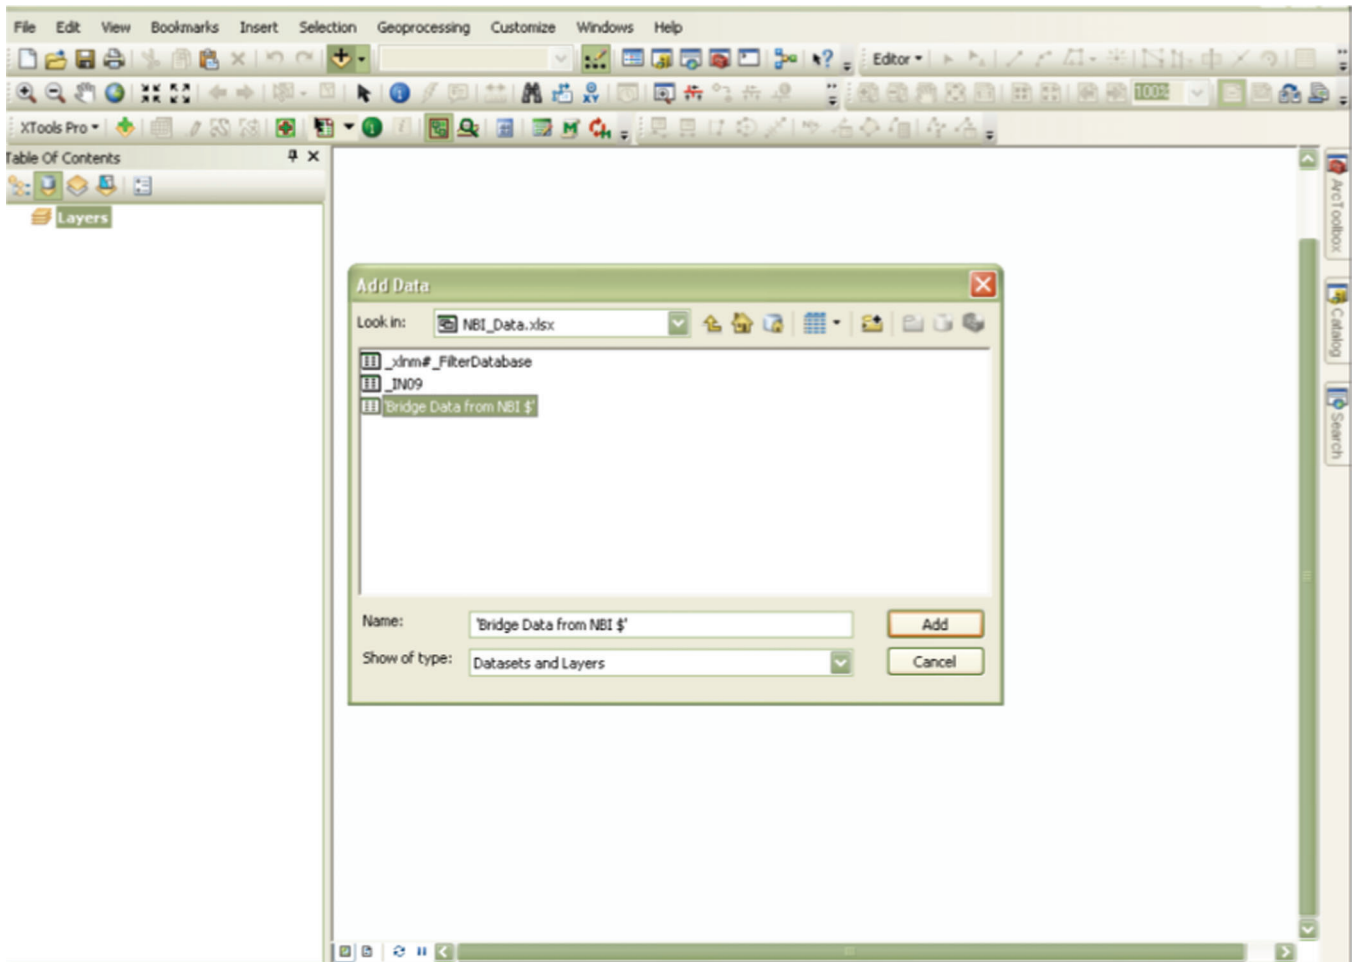 File Edit View Bookmarks Insert Selection Geoprocessing Customize Windows Help
Editor
100%
XTools Pro
Table Of Contents
Layers
Add Data
Look in: NBI_Data.xlsx
_xlnm#_FilterDatabase
_IN09
'Bridge Data from NBI $'
Name: 'Bridge Data from NBI $'
Add
Show of type: Datasets and Layers
Cancel
ArcToolbox
Catalog
Search